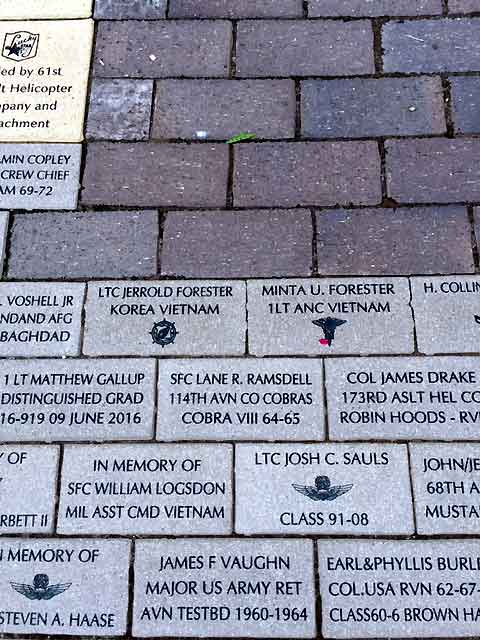 Lucky
ed by 61st
lt Helicopter
pany and
achment
MIN COPLEY
CREW CHIEF
AM 69-72
L VOSHELL JR
NDAND AFG
BAGHDAD
LTC JERROLD FORESTER
KOREA VIETNAM
MINTA U. FORESTER
1LT ANC VIETNAM
H. COLLIN
1 LT MATTHEW GALLUP
DISTINGUISHED GRAD
16-919 09 JUNE 2016
SFC LANE R. RAMSDELL
114TH AVN CO COBRAS
COBRA VIII 64-65
COL JAMES DRAKE
173RD ASLT HEL CO
ROBIN HOODS - RV
Y OF
RBETT II
IN MEMORY OF
SFC WILLIAM LOGSDON
MIL ASST CMD VIETNAM
LTC JOSH C. SAULS
CLASS 91-08
JOHN/JE
68TH A
MUSTA
N MEMORY OF
STEVEN A. HAASE
JAMES F VAUGHN
MAJOR US ARMY RET
AVN TESTBD 1960-1964
EARL&PHYLLIS BURL
COL.USA RVN 62-67-
CLASS60-6 BROWN HA